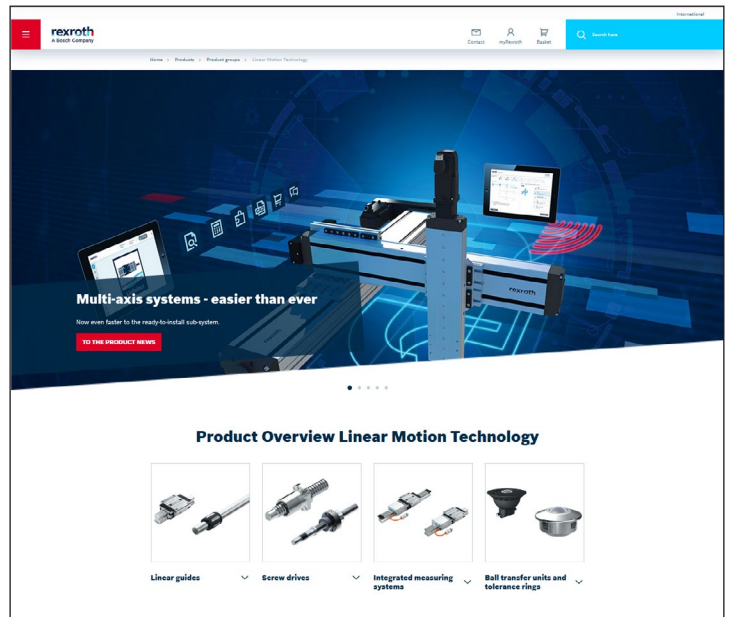 International
rexroth
A Bosch Company
Contact
myRexroth
Basket
Search here
Home > Products > Product groups > Linear Motion Technology
rexroth
Multi-axis systems - easier than ever
Now even faster to the ready-to-install sub-system.
TO THE PRODUCT NEWS
Product Overview Linear Motion Technology
Linear guides
Screw drives
Integrated measuring
systems
Ball transfer units and
tolerance rings